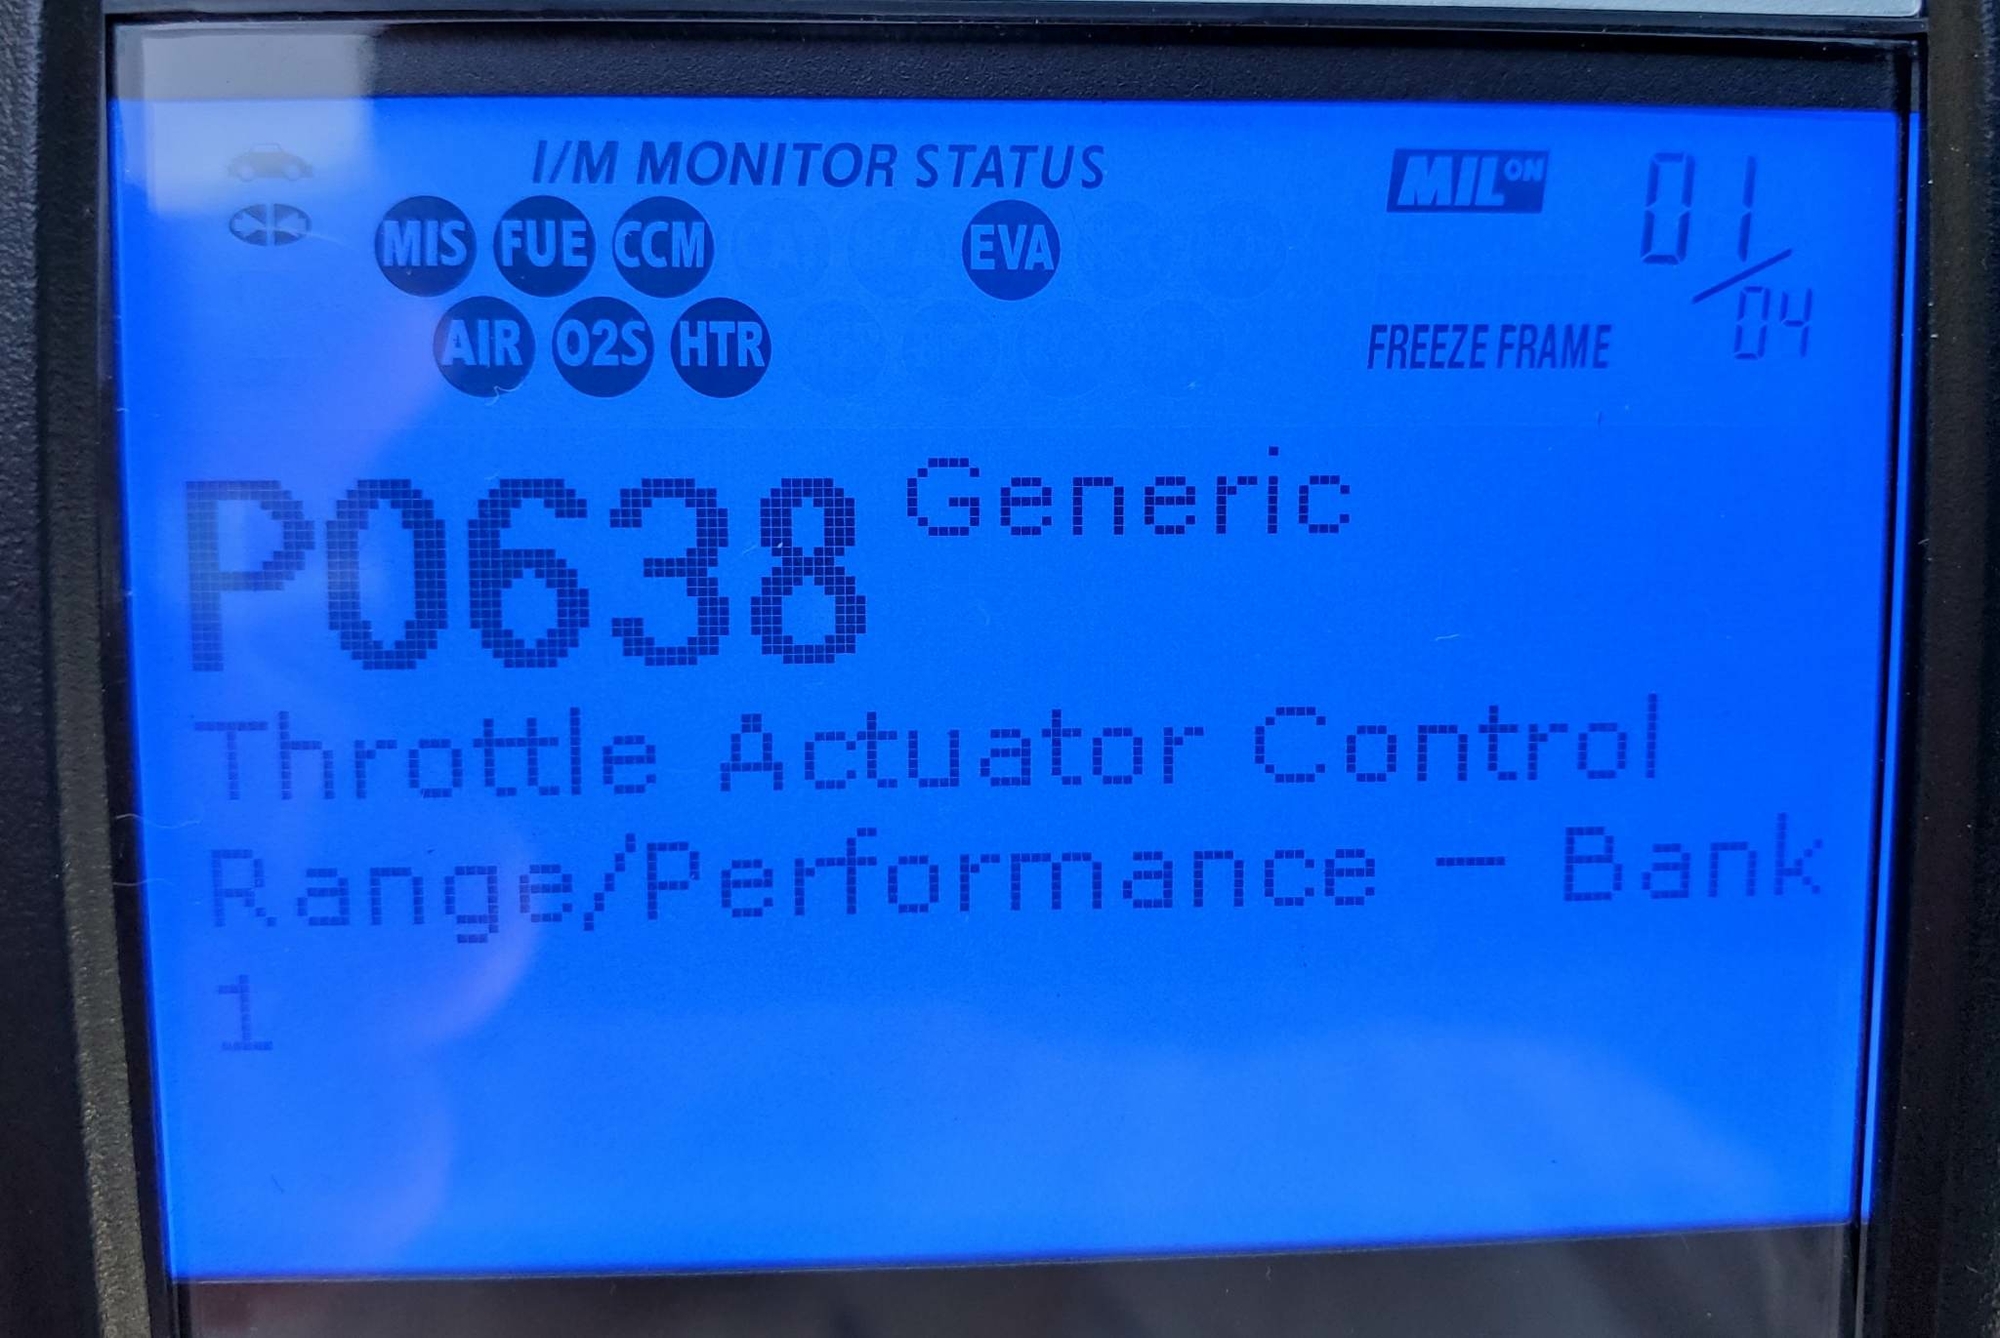 I/M MONITOR STATUS
MIL ON
01/04
MIS FUE CCM EVA
AIR O2S HTR
FREEZE FRAME
P0638 Generic
Throttle Actuator Control
Range/Performance - Bank
1